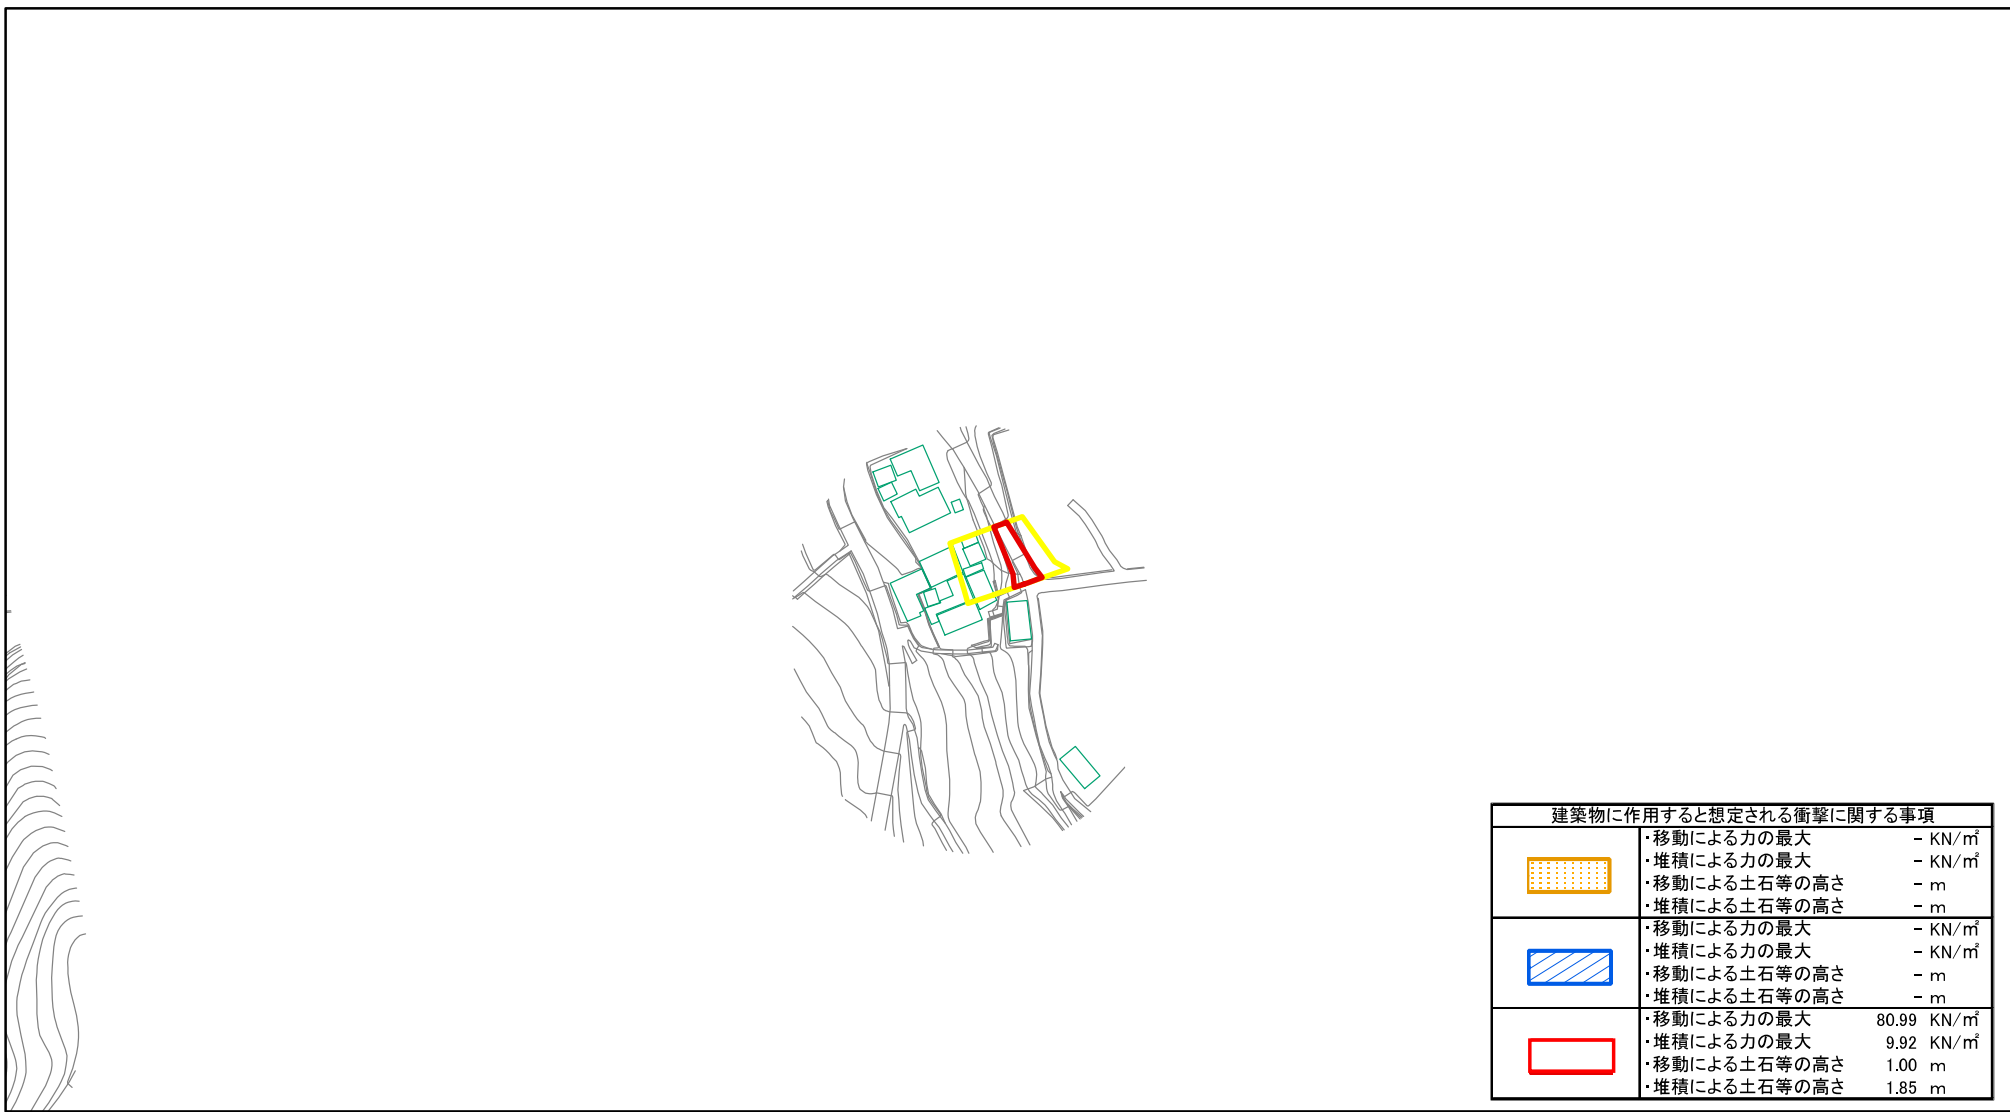 建築物に作用すると想定される衝撃に関する事項
・移動による力の最大 - KN/㎡
・堆積による力の最大 - KN/㎡
・移動による土石等の高さ - m
・堆積による土石等の高さ - m
・移動による力の最大 - KN/㎡
・堆積による力の最大 - KN/㎡
・移動による土石等の高さ - m
・堆積による土石等の高さ - m
・移動による力の最大 80.99 KN/㎡
・堆積による力の最大 9.92 KN/㎡
・移動による土石等の高さ 1.00 m
・堆積による土石等の高さ 1.85 m